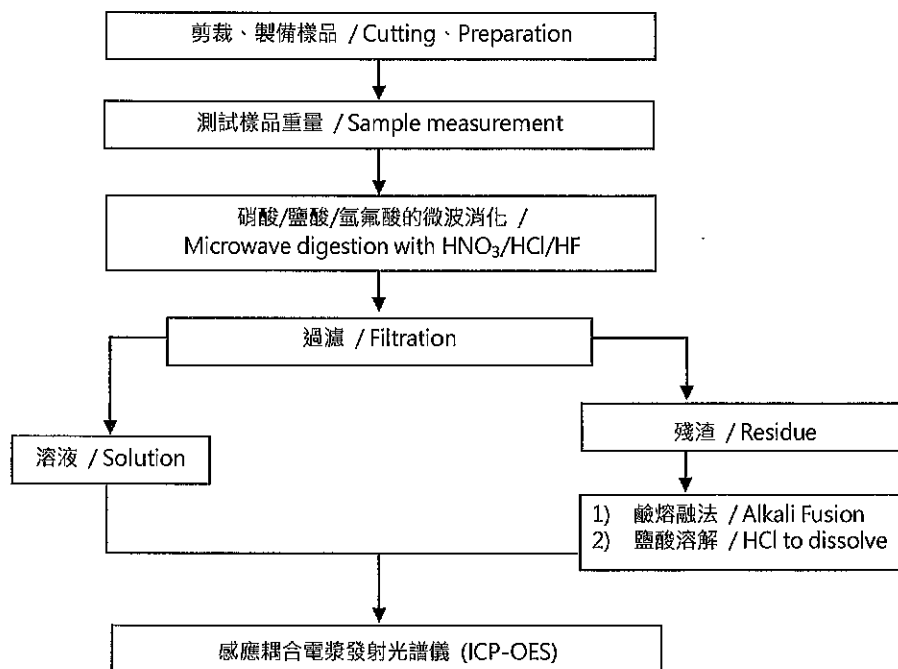 剪裁、製備樣品 / Cutting、Preparation
測試樣品重量 / Sample measurement
硝酸/鹽酸/氫氟酸的微波消化 /
Microwave digestion with HNO₃/HCl/HF
過濾 / Filtration
溶液 / Solution
殘渣 / Residue
1) 鹼熔融法 / Alkali Fusion
2) 鹽酸溶解 / HCl to dissolve
感應耦合電漿發射光譜儀 (ICP-OES)